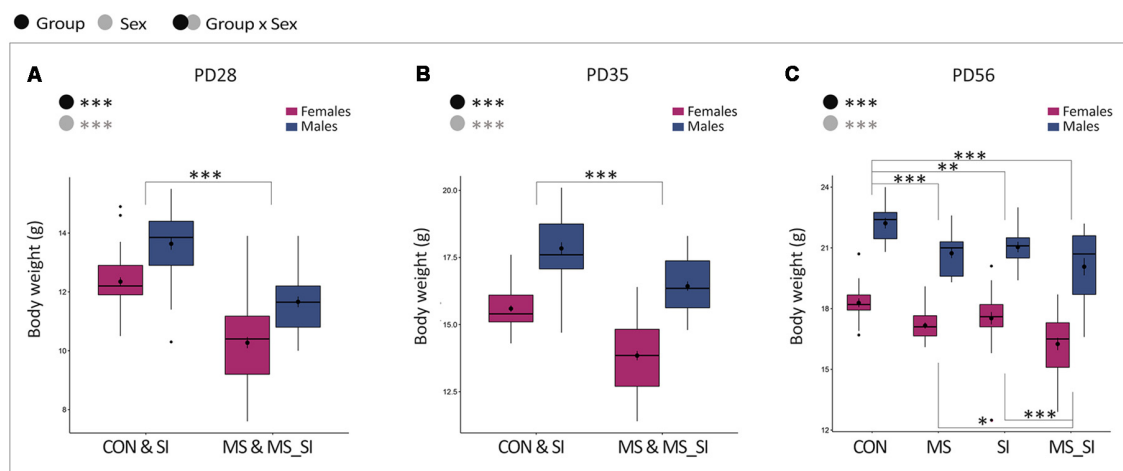 Group Sex Group x Sex
A PD28
***
***
Females
Males
***
Body weight (g)
14
12
10
8
CON & SI MS & MS_SI
B PD35
***
***
Females
Males
***
Body weight (g)
20.0
17.5
15.0
12.5
CON & SI MS & MS_SI
C PD56
***
***
Females
Males
***
**
***
Body weight (g)
24
21
18
15
12
***
*
CON MS SI MS_SI